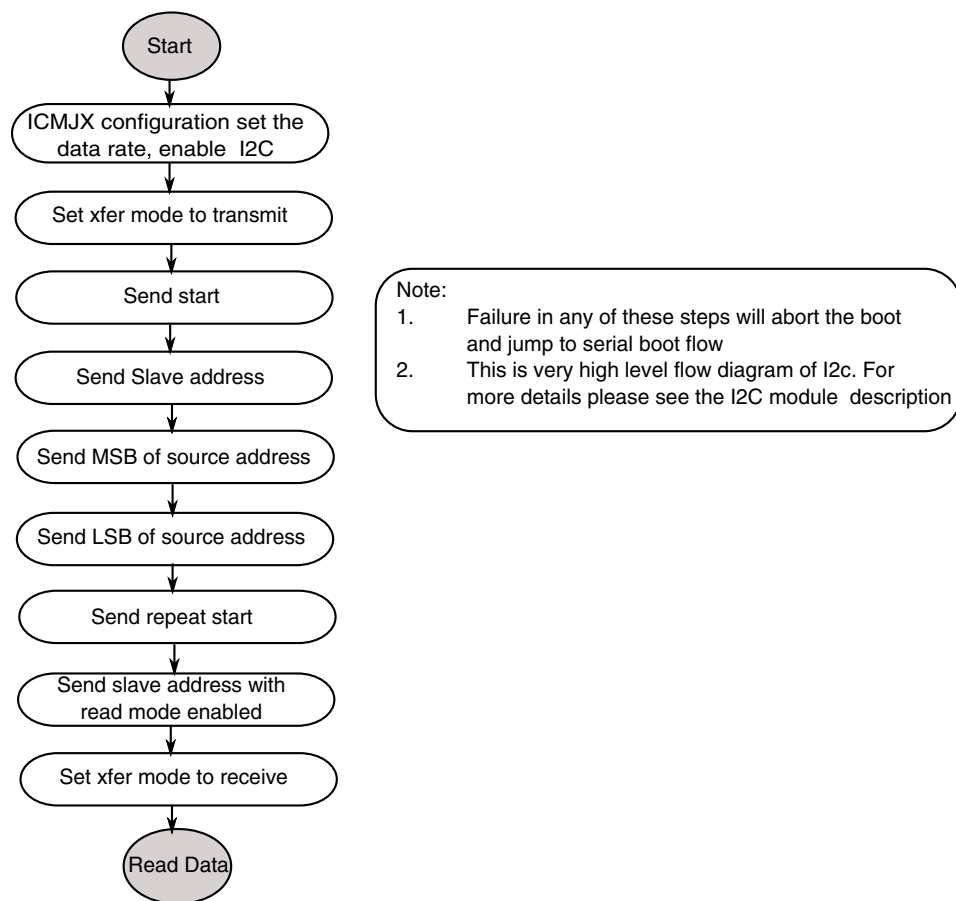 Start
ICMJX configuration set the
data rate, enable I2C
Set xfer mode to transmit
Send start
Send Slave address
Send MSB of source address
Send LSB of source address
Send repeat start
Send slave address with
read mode enabled
Set xfer mode to receive
Read Data
Note:
1. Failure in any of these steps will abort the boot
and jump to serial boot flow
2. This is very high level flow diagram of I2c. For
more details please see the I2C module description